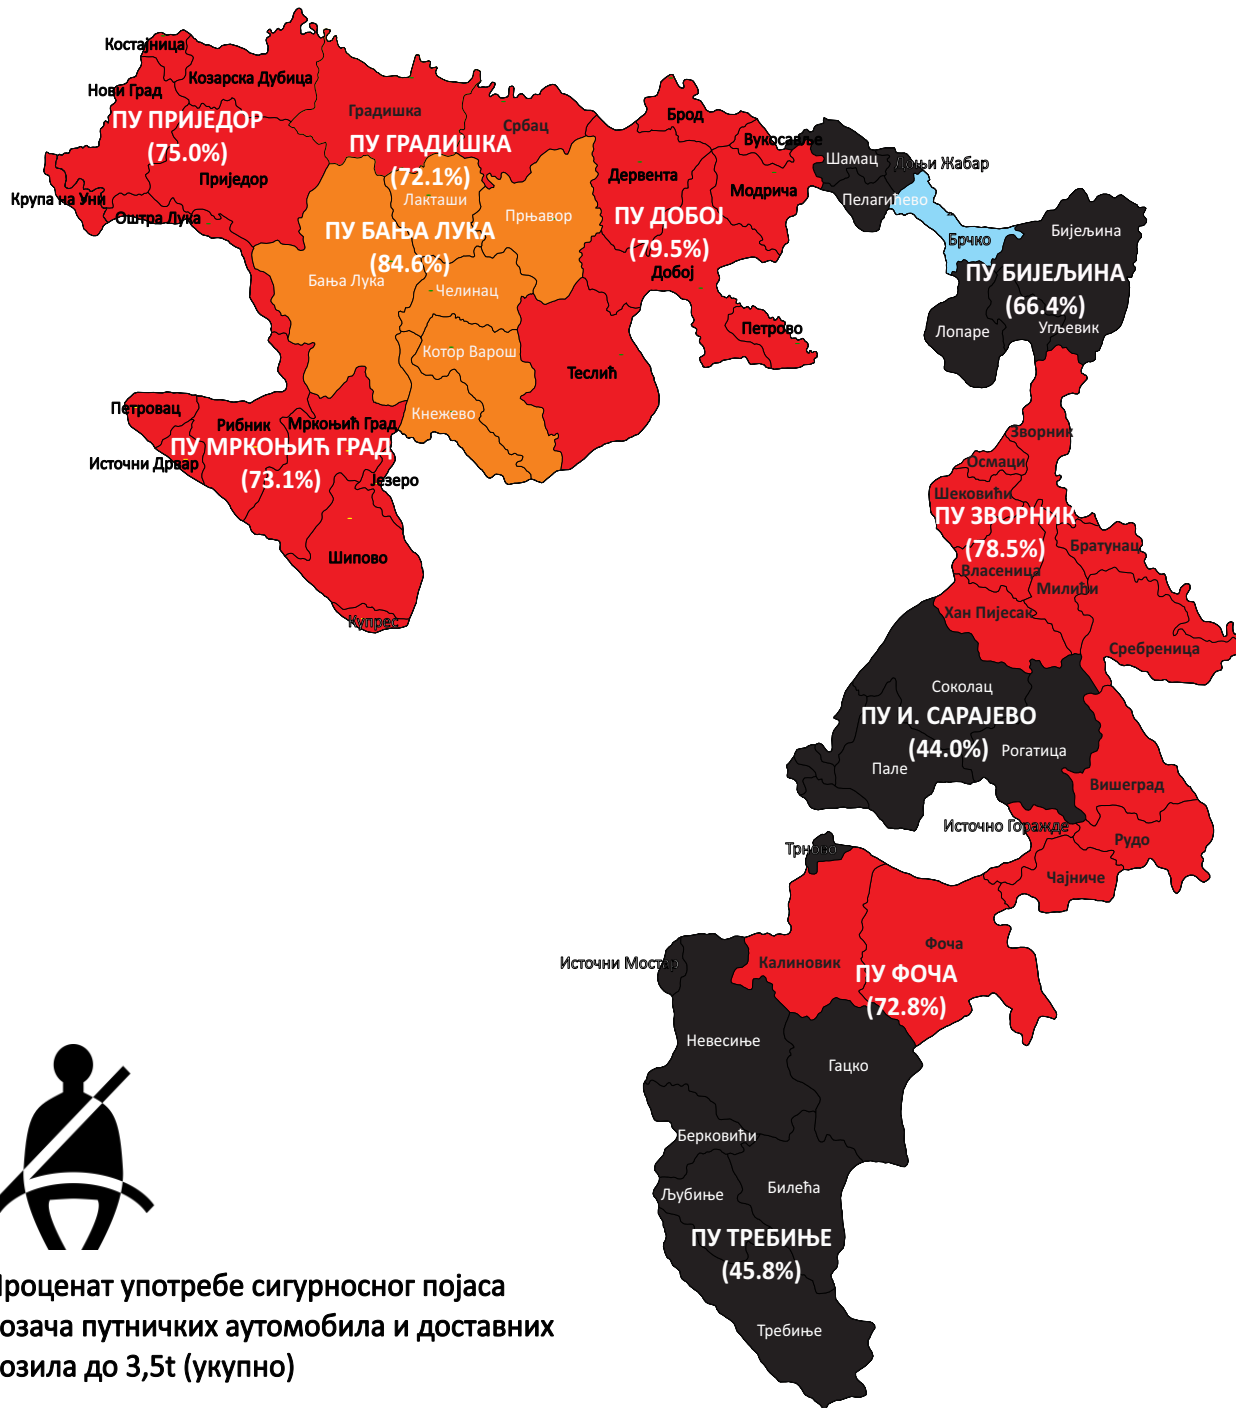 Костајница
Козарска Дубица
Нови Град
ПУ ПРИЈЕДОР
(75.0%)
Приједор
Крупа на Уни
Оштра Лука
Градишка
Србац
ПУ ГРАДИШКА
(72.1%)
Лакташи
Прњавор
ПУ БАЊА ЛУКА
(84.6%)
Бања Лука
Челинац
Котор Варош
Кнежево
Брод
Вукосавље
Дервента
Модрича
ПУ ДОБОЈ
(79.5%)
Добој
Петрово
Теслић
Шамац
Доњи Жабар
Пелагићево
Брчко
Бијељина
ПУ БИЈЕЉИНА
(66.4%)
Лопаре
Угљевик
Петровац
Рибник
Мркоњић Град
ПУ МРКОЊИЋ ГРАД
(73.1%)
Источни Дрвар
Језеро
Шипово
Купрес
Зворник
Осмаци
Шековићи
ПУ ЗВОРНИК
(78.5%)
Братунац
Власеница
Милићи
Хан Пијесак
Сребреница
Соколац
ПУ И. САРАЈЕВО
(44.0%)
Рогатица
Пале
Вишеград
Источно Горажде
Рудо
Трново
Чајниче
Фоча
Калиновик
ПУ ФОЧА
(72.8%)
Источни Мостар
Невесиње
Гацко
Берковићи
Љубиње
Билећа
ПУ ТРЕБИЊЕ
(45.8%)
Требиње
Проценат употребе сигурносног појаса
озача путничких аутомобила и доставних
озила до 3,5t (укупно)